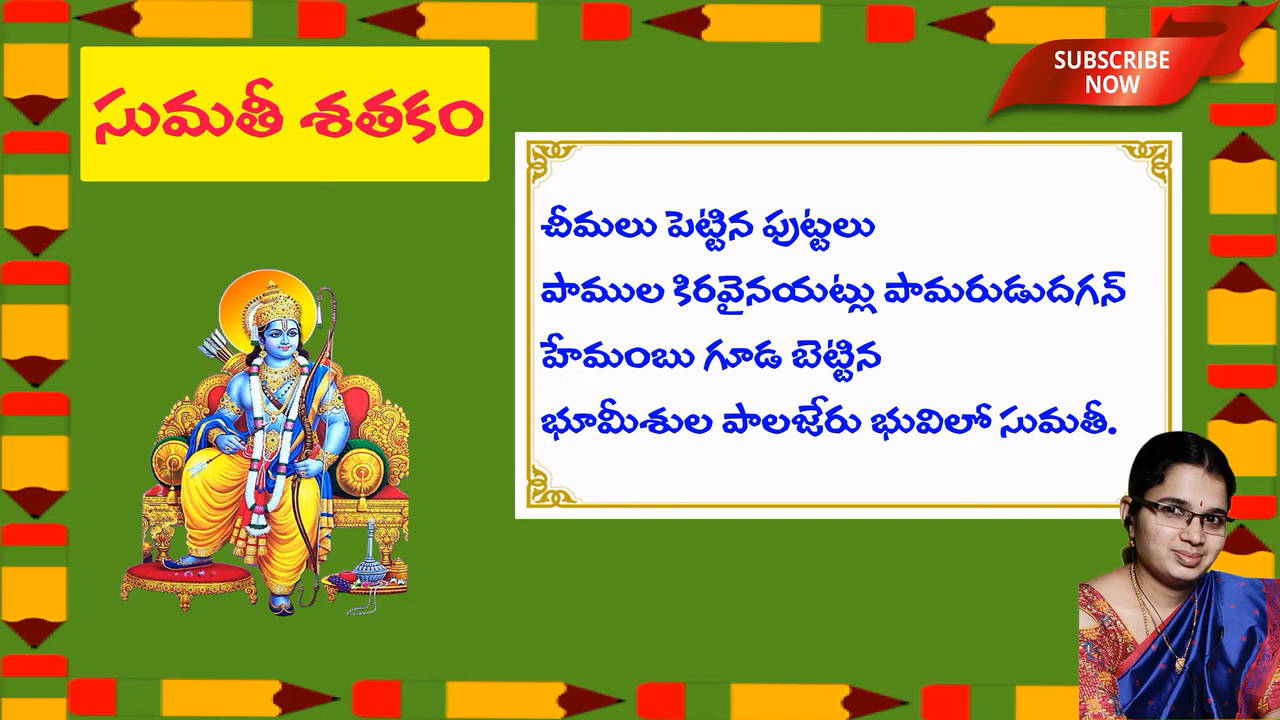 సుమతీ శతకం
SUBSCRIBE
NOW
చీమలు పెట్టిన పుట్టలు
పాముల కిరవైనయట్లు పామరుడుదగన్
హేమంబు గూడ బెట్టిన
భూమీశుల పాలజేరు భువిలో సుమతీ.